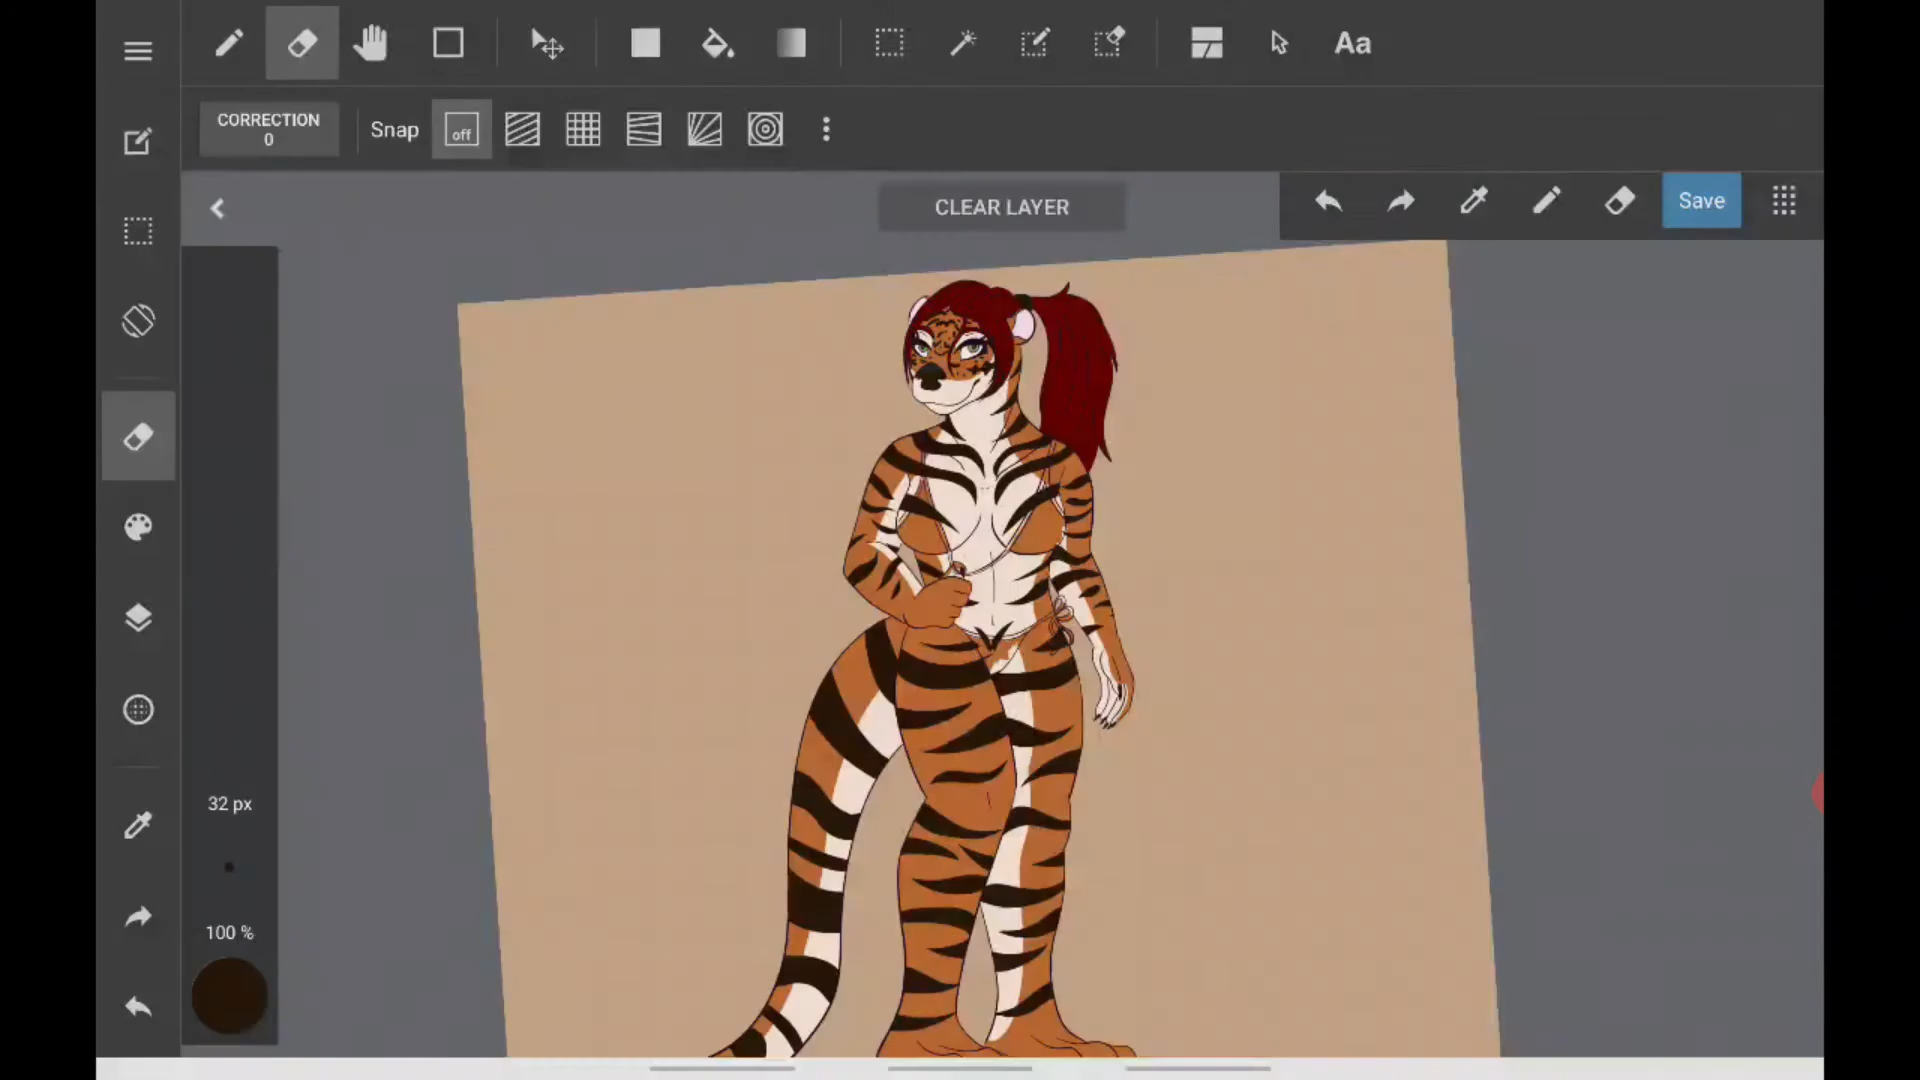 Aa
CORRECTION
0
Snap
off
CLEAR LAYER
Save
32 px
100 %